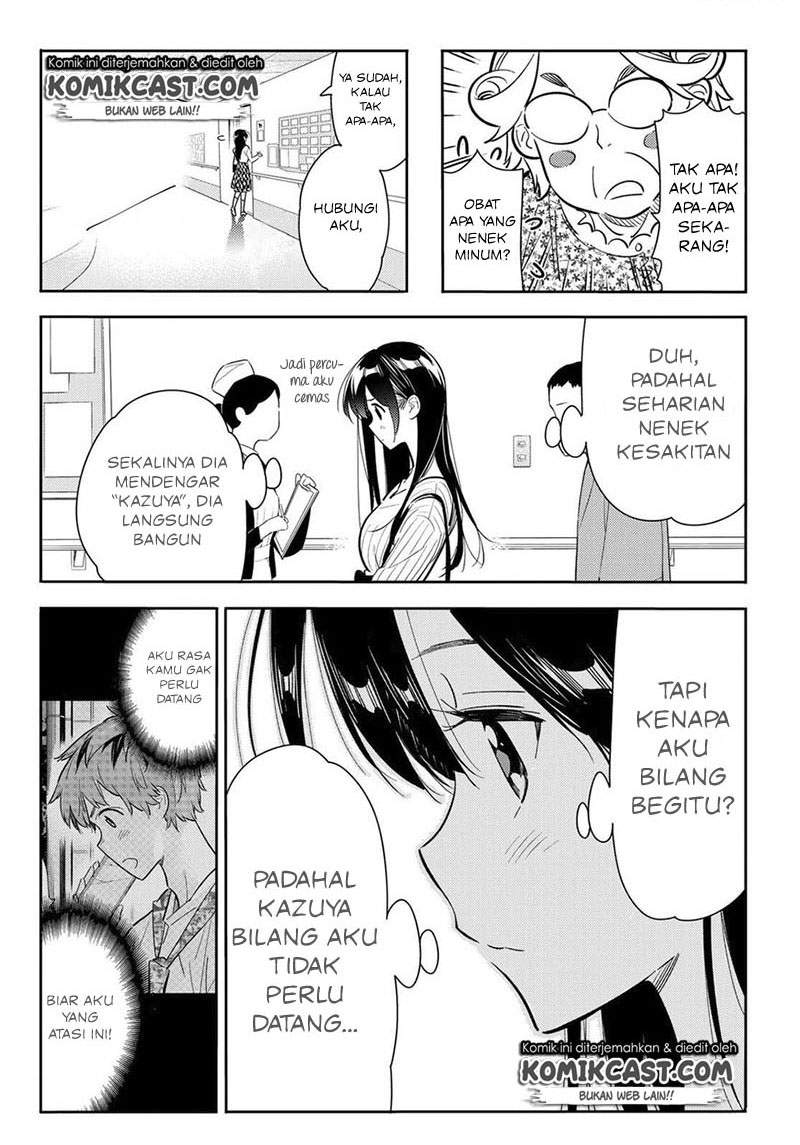 TAK APA!
AKU TAK
APA-APA
SEKA-
RANG!
OBAT
APA YANG
NENEK
MINUM?
Komik ini diterjemahkan & diedit oleh
KOMIKCAST.COM
BUKAN WEB LAIN!!
YA SUDAH,
KALAU
TAK
APA-APA,
HUBUNGI
AKU,
DUH,
PADAHAL
SEHARIAN
NENEK
KESAKITAN
Jadi percu-
ma aku
cemas
SEKALINYA DIA
MENDENGAR
"KAZUYA", DIA
LANGSUNG
BANGUN
TAPI
KENAPA
AKU
BILANG
BEGITU?
PADAHAL
KAZUYA
BILANG AKU
TIDAK
PERLU
DATANG...
AKU RASA
KAMU GAK
PERLU
DATANG
BIAR AKU
YANG
ATASI INI!
Komik ini diterjemahkan & diedit oleh
KOMIKCAST.COM
BUKAN WEB LAIN!!